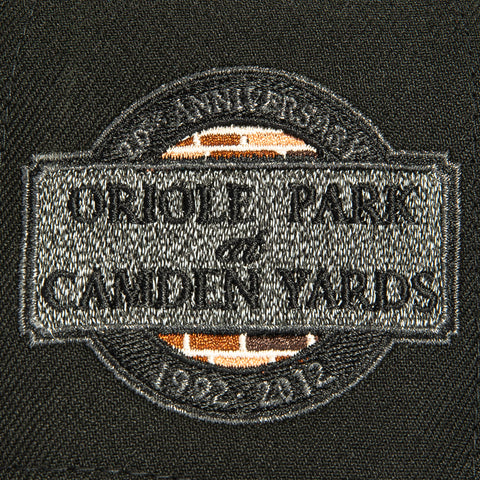 20th ANNIVERSARY
ORIOLE PARK
at
CAMDEN YARDS
1992 · 2012